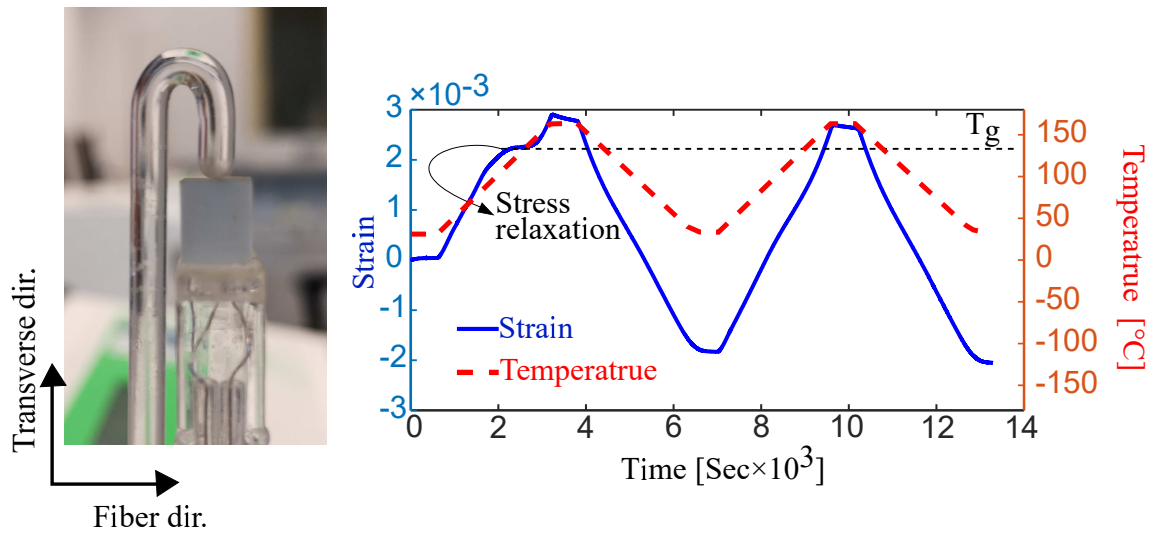 Transverse dir.
Fiber dir.
3 ×10-3
2
1
0
-1
-2
-3
Strain
0 2 4 6 8 10 12 14
Time [Sec×10³]
150
100
50
0
-50
-100
-150
Temperatrue [°C]
Tg
Stress
relaxation
Strain
Temperatrue